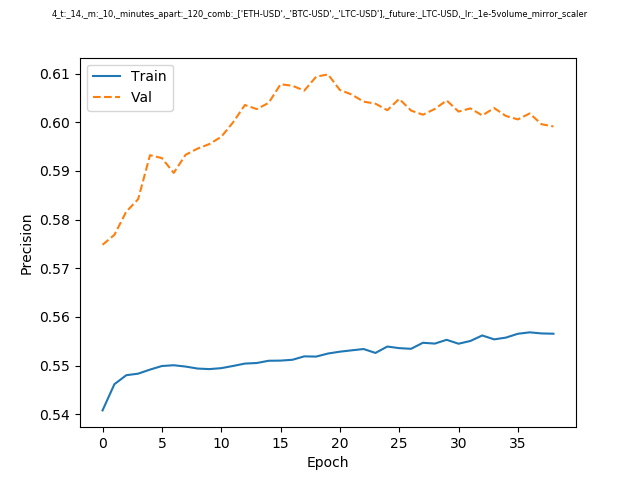 4_t:_14,_m:_10,_minutes_apart:_120_comb:_['ETH-USD',_'BTC-USD',_'LTC-USD'],_future:_LTC-USD,_lr:_1e-5volume_mirror_scaler
Train
Val
0.61
0.60
0.59
0.58
0.57
0.56
0.55
0.54
Precision
0 5 10 15 20 25 30 35
Epoch